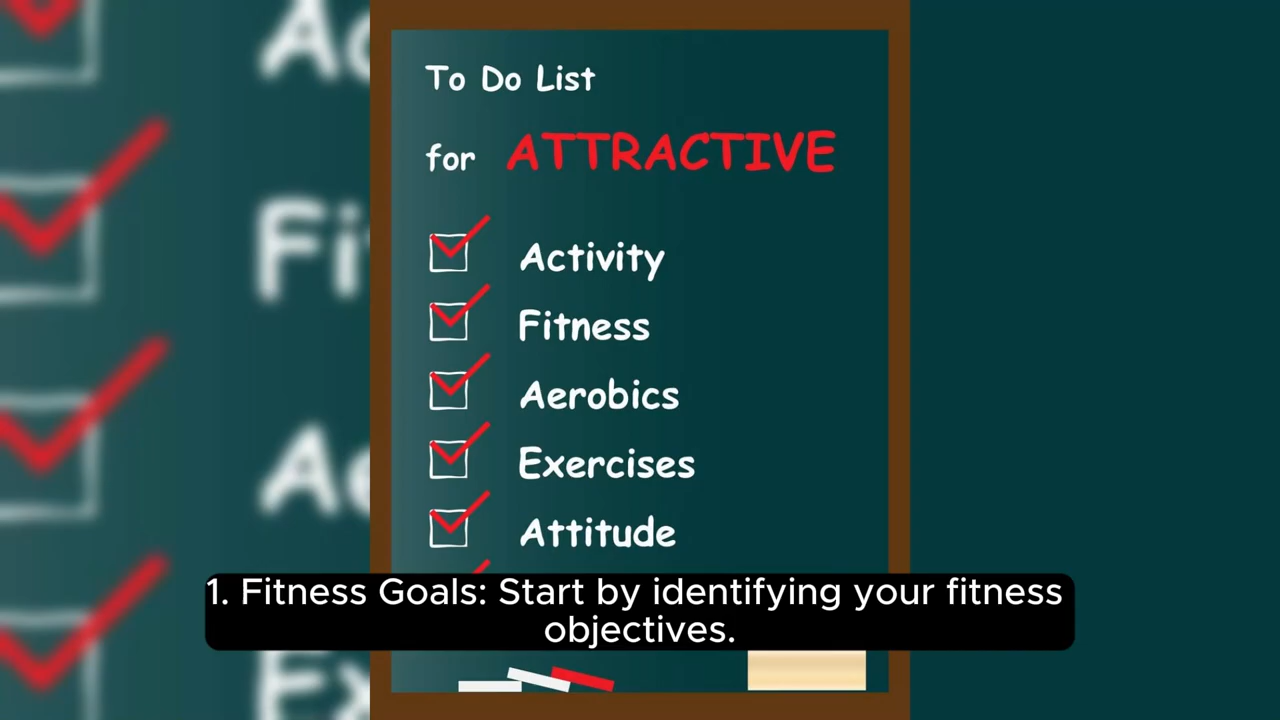 To Do List
for ATTRACTIVE
Activity
Fitness
Aerobics
Exercises
Attitude
1. Fitness Goals: Start by identifying your fitness
objectives.